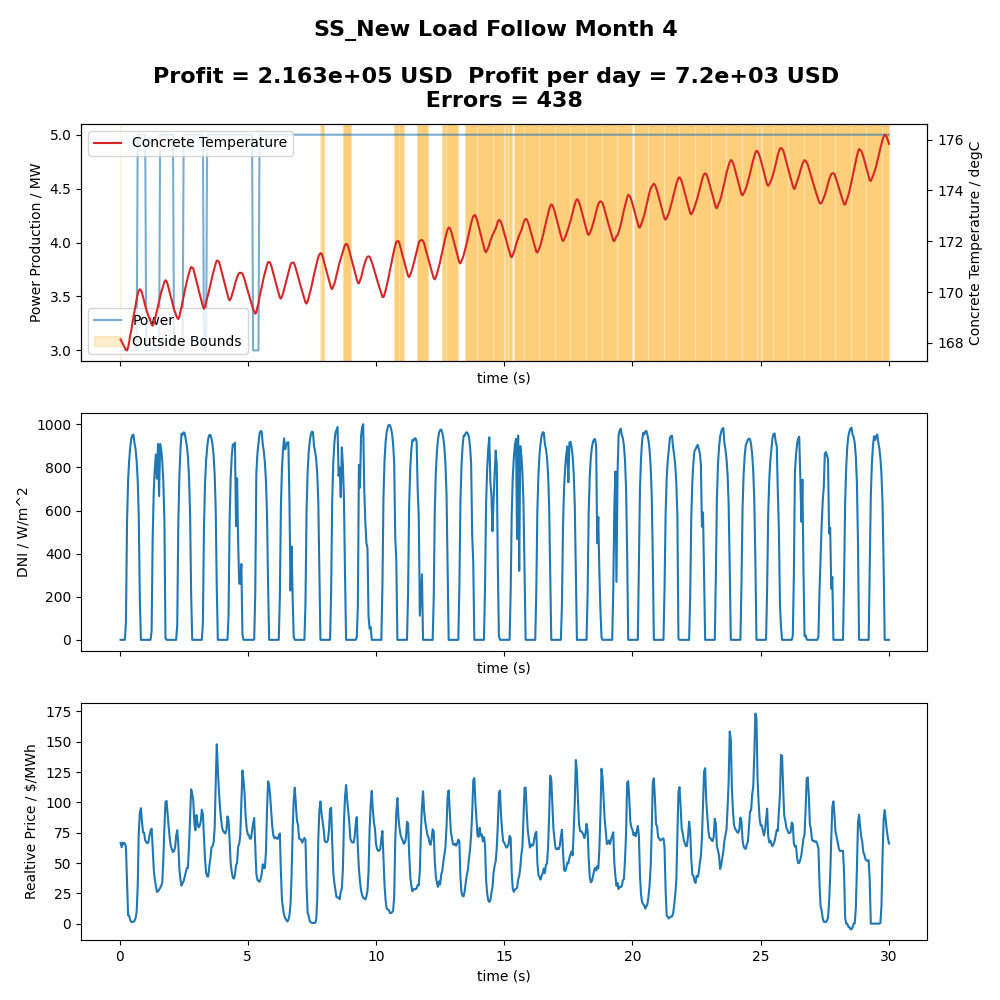 SS_New Load Follow Month 4
Profit = 2.163e+05 USD  Profit per day = 7.2e+03 USD
Errors = 438
5.0
4.5
4.0
3.5
3.0
Power Production / MW
Concrete Temperature
Power
Outside Bounds
176
174
172
170
168
Concrete Temperature / degC
time (s)
1000
800
600
400
200
0
DNI / W/m^2
time (s)
175
150
125
100
75
50
25
0
Realtive Price / $/MWh
0 5 10 15 20 25 30
time (s)